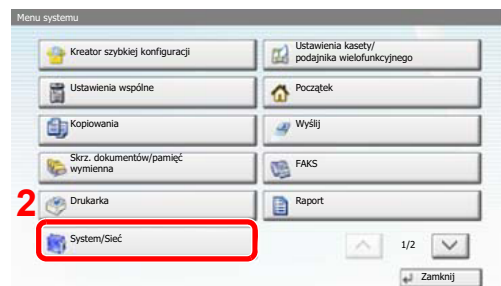 Menu systemu
Kreator szybkiej konfiguracji
Ustawienia kasety/
podajnika wielofunkcyjnego
Ustawienia wspólne
Początek
Kopiowania
Wyślij
Skrz. dokumentów/pamięć
wymienna
FAKS
2
Drukarka
Raport
System/Sieć
1/2
Zamknij